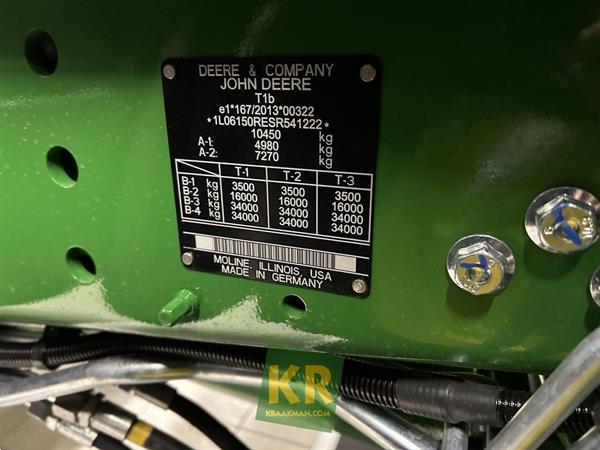 DEERE & COMPANY
JOHN DEERE
T1b
e1*167/2013*00322
*1L06150RESR541222*
10450 kg
A-1: 4980 kg
A-2: 7270 kg
T-1 T-2 T-3
B-1 kg 3500 3500 3500
B-2 kg 16000 16000 16000
B-3 kg 34000 34000 34000
B-4 kg 34000 34000 34000
MOLINE, ILLINOIS, USA
MADE IN GERMANY
KR
KRAAKMAN.COM